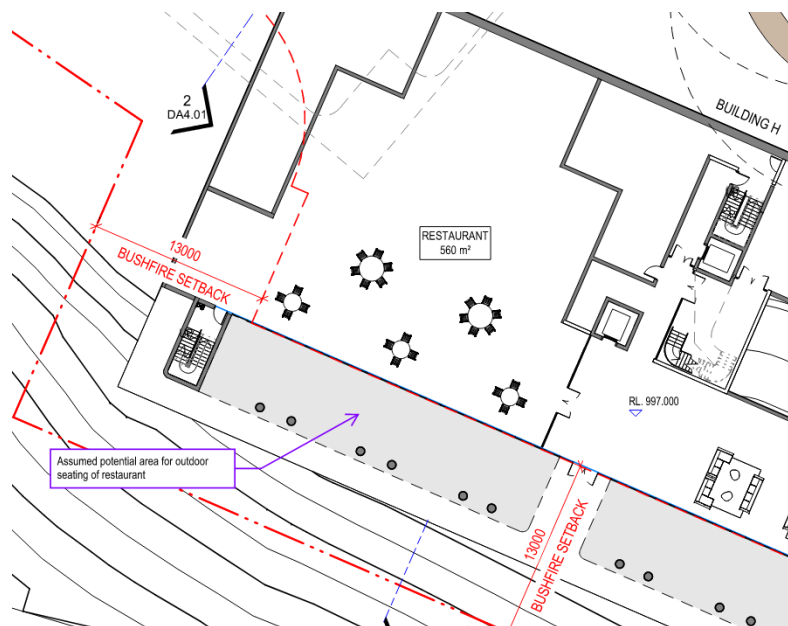 2
DA4.01
BUILDING H
13000
BUSHFIRE SETBACK
RESTAURANT
560 m²
RL. 997.000
Assumed potential area for outdoor
seating of restaurant
13000
BUSHFIRE SETBACK